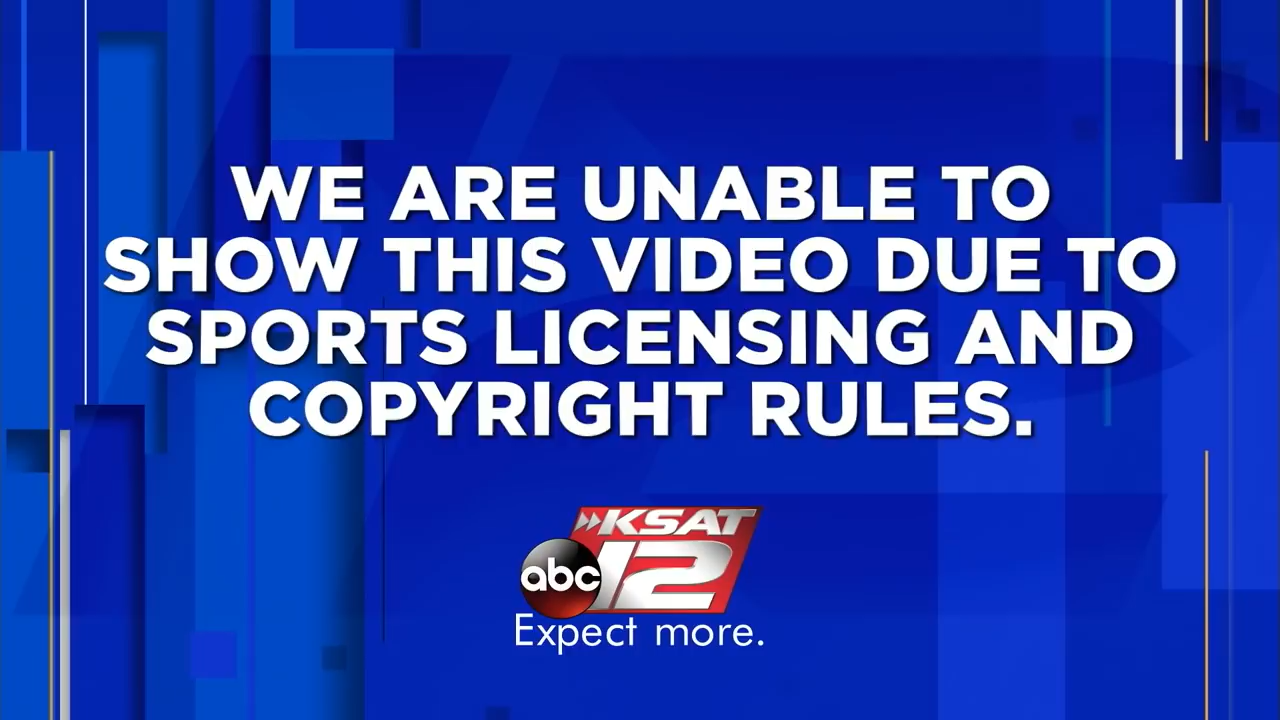 WE ARE UNABLE TO
SHOW THIS VIDEO DUE TO
SPORTS LICENSING AND
COPYRIGHT RULES.
KSAT
abc 12
Expect more.